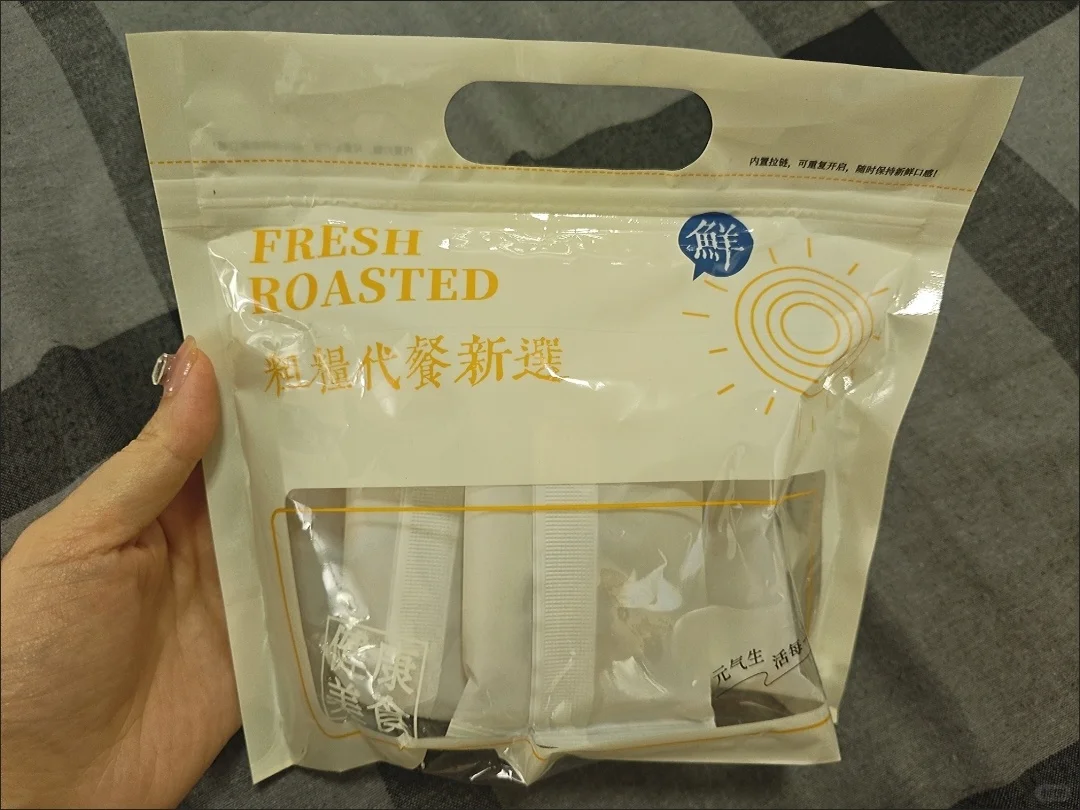 内置拉链，可重复开启，随时保持新鲜口感！
FRESH
ROASTED
鮮
粗糧代餐新選
健康
美食
元气生 活每